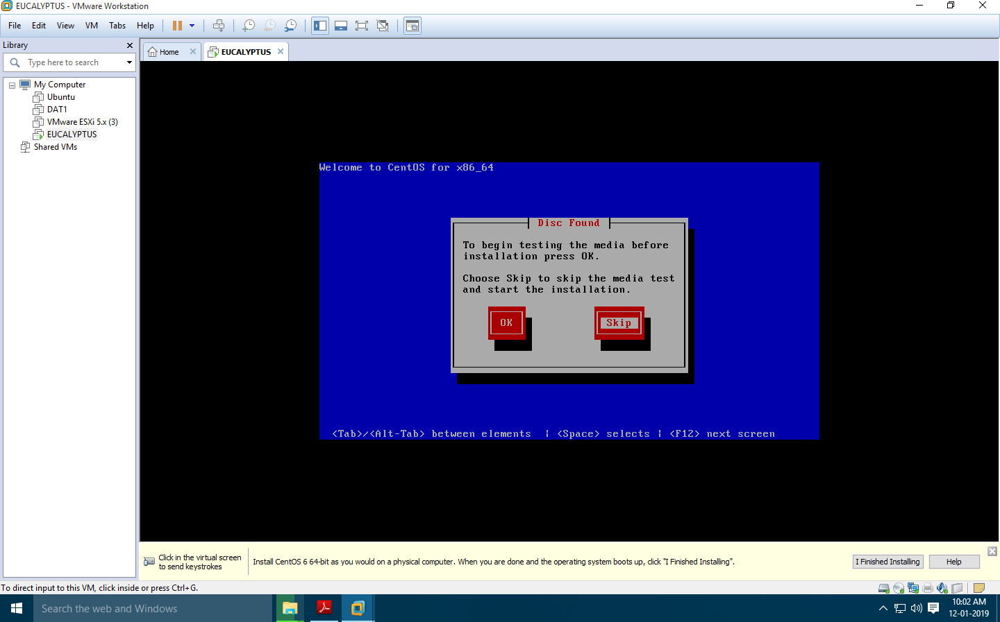 EUCALYPTUS - VMware Workstation
File Edit View VM Tabs Help
Library
Home
EUCALYPTUS
Type here to search
My Computer
Ubuntu
DAT1
VMware ESXi 5.x (3)
EUCALYPTUS
Shared VMs
Welcome to CentOS for x86_64
Disc Found
To begin testing the media before
installation press OK.
Choose Skip to skip the media test
and start the installation.
OK Skip
<Tab>/<Alt-Tab> between elements | <Space> selects | <F12> next screen
Click in the virtual screen
to send keystrokes
Install CentOS 6 64-bit as you would on a physical computer. When you are done and the operating system boots up, click "I Finished Installing".
I Finished Installing
Help
To direct input to this VM, click inside or press Ctrl+G.
Search the web and Windows
10:02 AM
12-01-2019